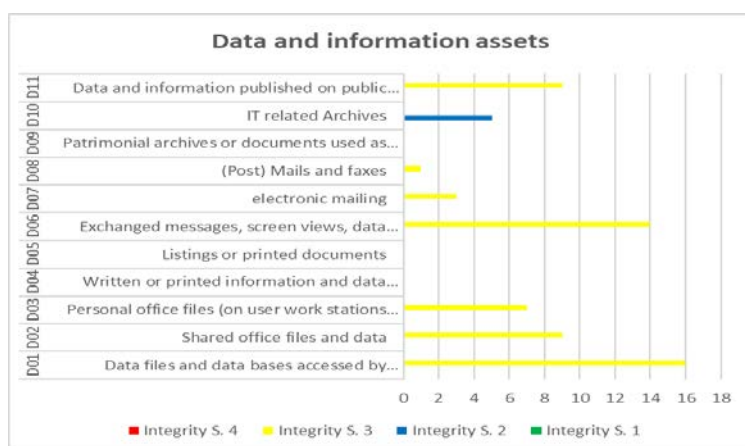 Data and information assets
D11 Data and information published on public...
D10 IT related Archives
D09 Patrimonial archives or documents used as...
D08 (Post) Mails and faxes
D07 electronic mailing
D06 Exchanged messages, screen views, data...
D05 Listings or printed documents
D04 Written or printed information and data...
D03 Personal office files (on user work stations...
D02 Shared office files and data
D01 Data files and data bases accessed by...
0 2 4 6 8 10 12 14 16 18
Integrity S. 4 Integrity S. 3 Integrity S. 2 Integrity S. 1